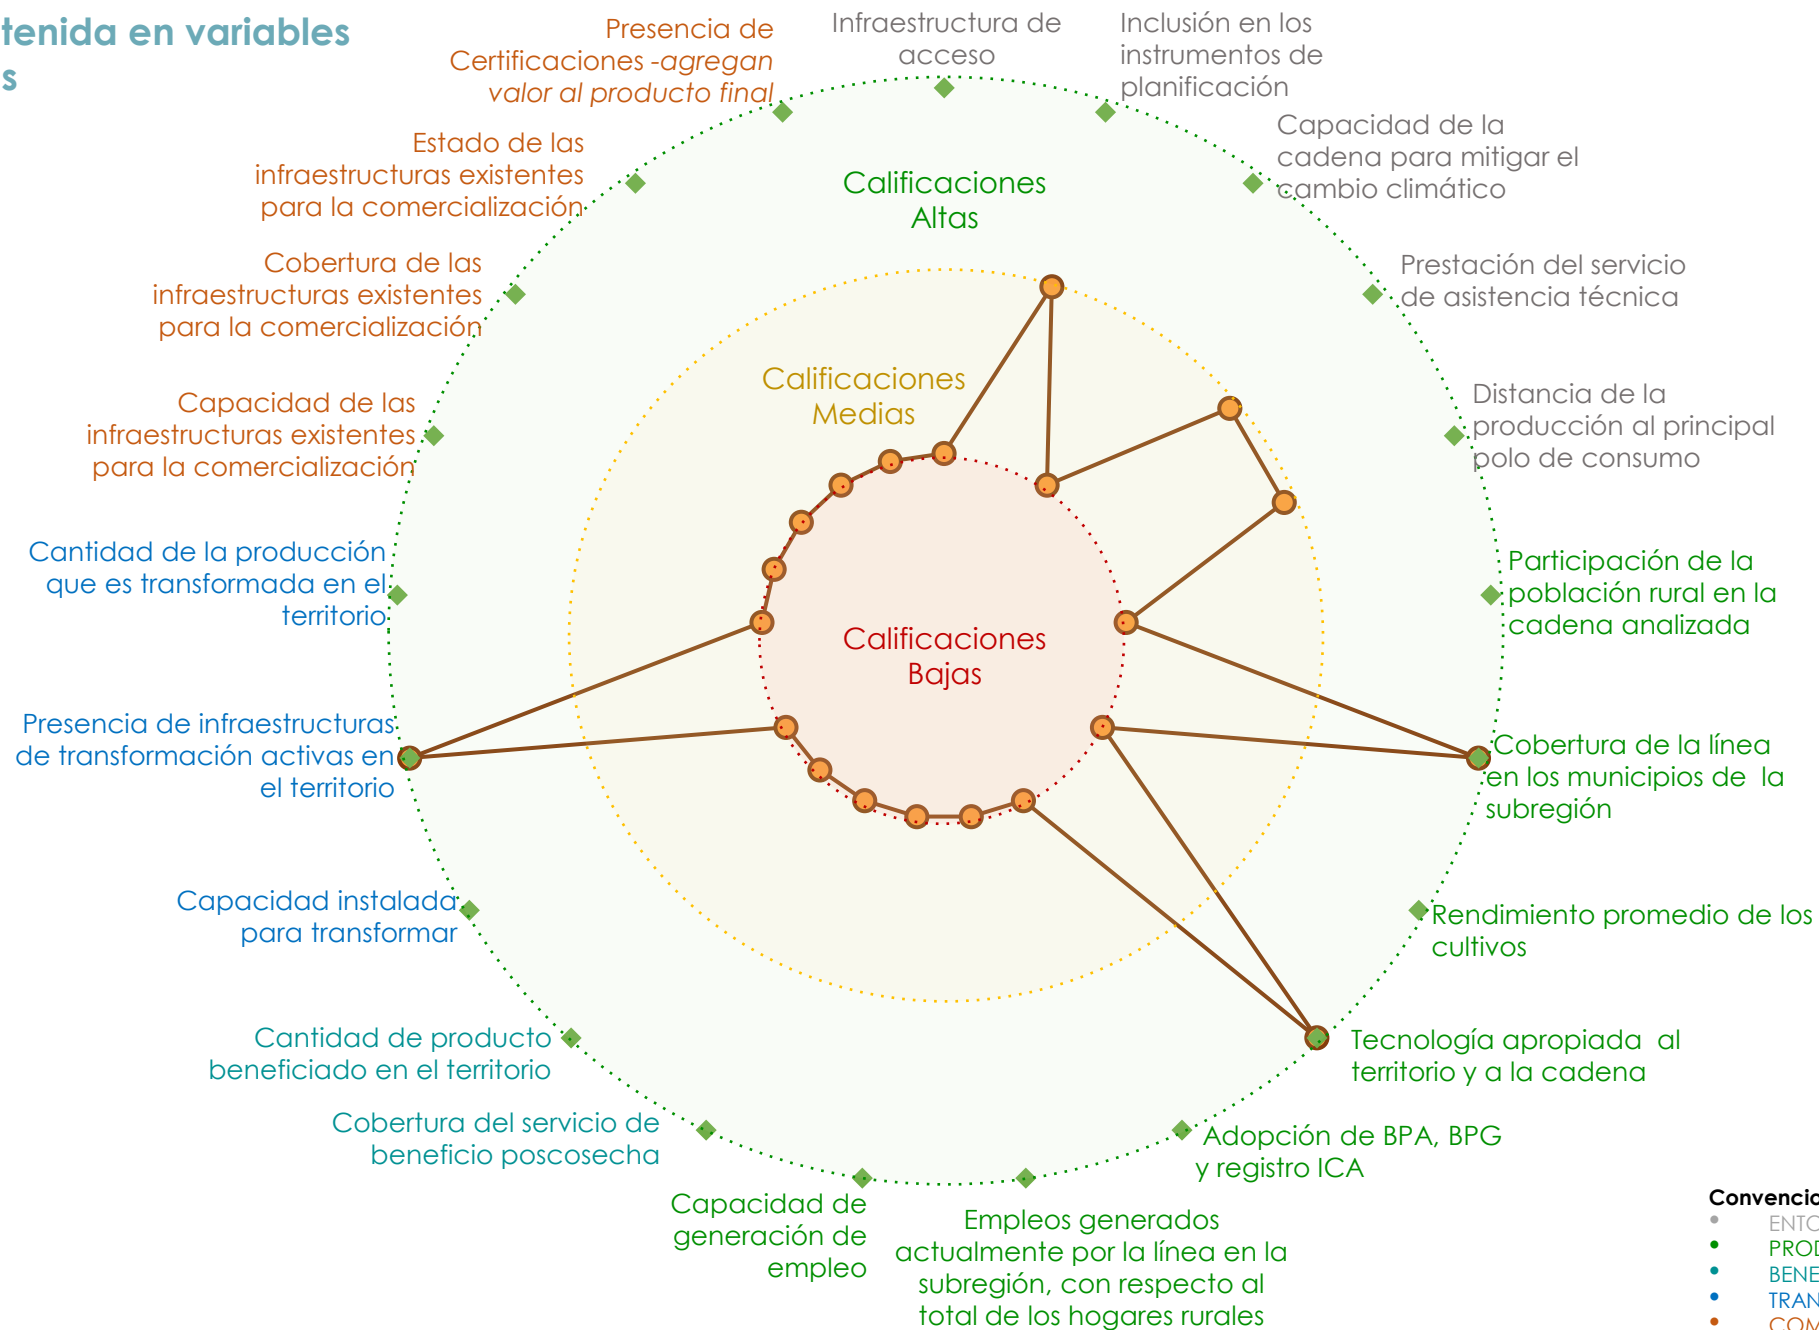 tenida en variables
s
Presencia de
Certificaciones -agregan
valor al producto final
Infraestructura de
acceso
Inclusión en los
instrumentos de
planificación
Capacidad de la
cadena para mitigar el
cambio climático
Prestación del servicio
de asistencia técnica
Distancia de la
producción al principal
polo de consumo
Participación de la
población rural en la
cadena analizada
Cobertura de la línea
en los municipios de  la
subregión
Rendimiento promedio de los
cultivos
Tecnología apropiada  al
territorio y a la cadena
Adopción de BPA, BPG
y registro ICA
Empleos generados
actualmente por la línea en la
subregión, con respecto al
total de los hogares rurales
Capacidad de
generación de
empleo
Cobertura del servicio de
beneficio poscosecha
Cantidad de producto
beneficiado en el territorio
Capacidad instalada
para transformar
Presencia de infraestructuras
de transformación activas en
el territorio
Cantidad de la producción
que es transformada en el
territorio
Capacidad de las
infraestructuras existentes
para la comercialización
Cobertura de las
infraestructuras existentes
para la comercialización
Estado de las
infraestructuras existentes
para la comercialización
Calificaciones
Altas
Calificaciones
Medias
Calificaciones
Bajas
Convencio
• ENTO
• PROD
• BENE
• TRAN
• COM